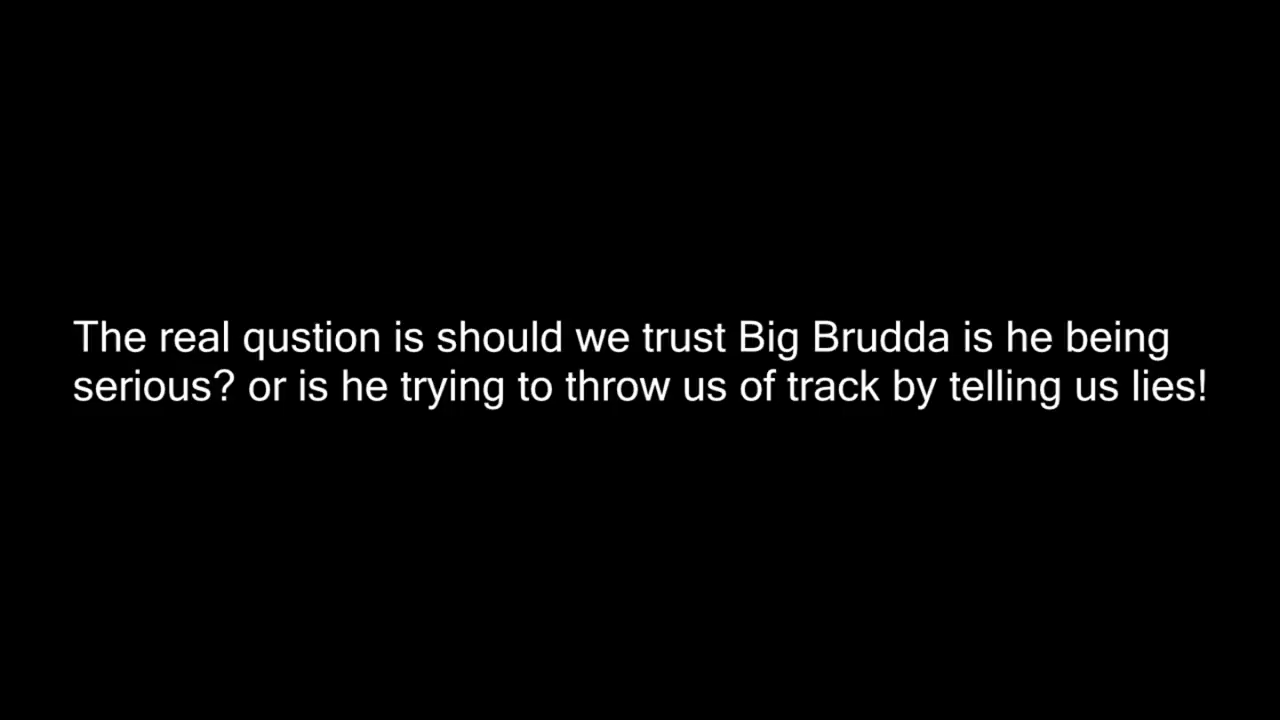 The real qustion is should we trust Big Brudda is he being
serious? or is he trying to throw us of track by telling us lies!